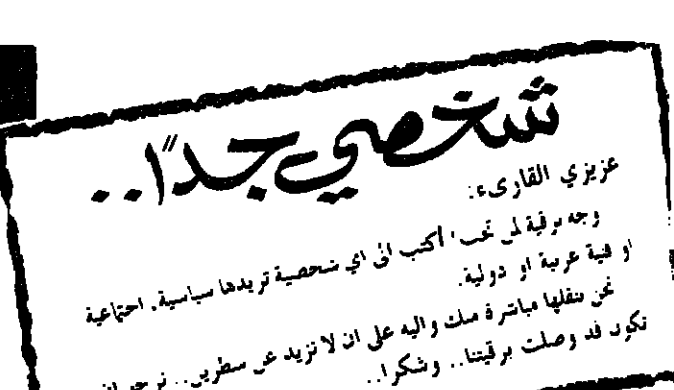 شخصي جداً..
عزيزي القارىء:
وجه برقية لمن تحب، أكتب الى اي شخصية تريدها سياسية، اجتماعية
او فنية عربية او دولية.
نحن ننقلها مباشرة منك واليه على ان لا تزيد عن سطرين.. نرجو ان
تكون قد وصلت برقيتنا.. وشكرا..